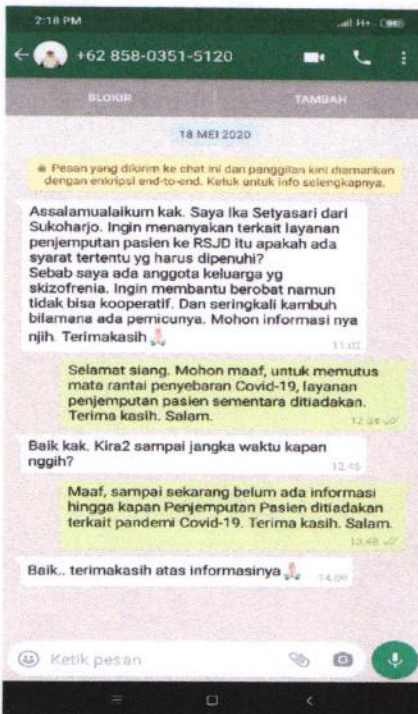 2:18 PM
+62 858-0351-5120
BLOKIR TAMBAH
18 MEI 2020
Pesan yang dikirim ke chat ini dan panggilan kini diamankan
dengan enkripsi end-to-end. Ketuk untuk info selengkapnya.
Assalamualaikum kak. Saya Ika Setyasari dari
Sukoharjo. Ingin menanyakan terkait layanan
penjemputan pasien ke RSJD itu apakah ada
syarat tertentu yg harus dipenuhi?
Sebab saya ada anggota keluarga yg
skizofrenia. Ingin membantu berobat namun
tidak bisa kooperatif. Dan seringkali kambuh
bilamana ada pemicunya. Mohon informasi nya
njih. Terimakasih 🙏
11.02
Selamat siang. Mohon maaf, untuk memutus
mata rantai penyebaran Covid-19, layanan
penjemputan pasien sementara ditiadakan.
Terima kasih. Salam.
Baik kak. Kira2 sampai jangka waktu kapan
nggih?
12.45
Maaf, sampai sekarang belum ada informasi
hingga kapan Penjemputan Pasien ditiadakan
terkait pandemi Covid-19. Terima kasih. Salam.
13.48
Baik.. terimakasih atas informasinya 🙏
Ketik pesan